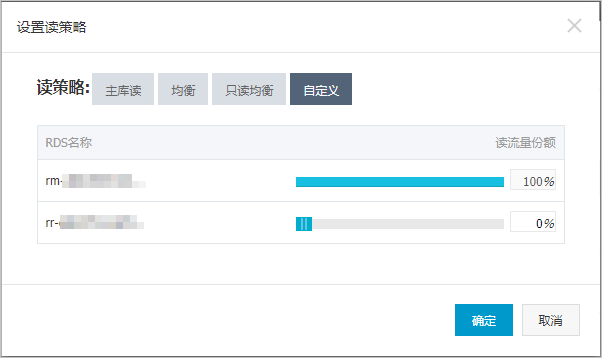 设置读策略
读策略: 主库读 均衡 只读均衡 自定义
RDS名称 读流量份额
rm- 100%
rr- 0%
确定 取消